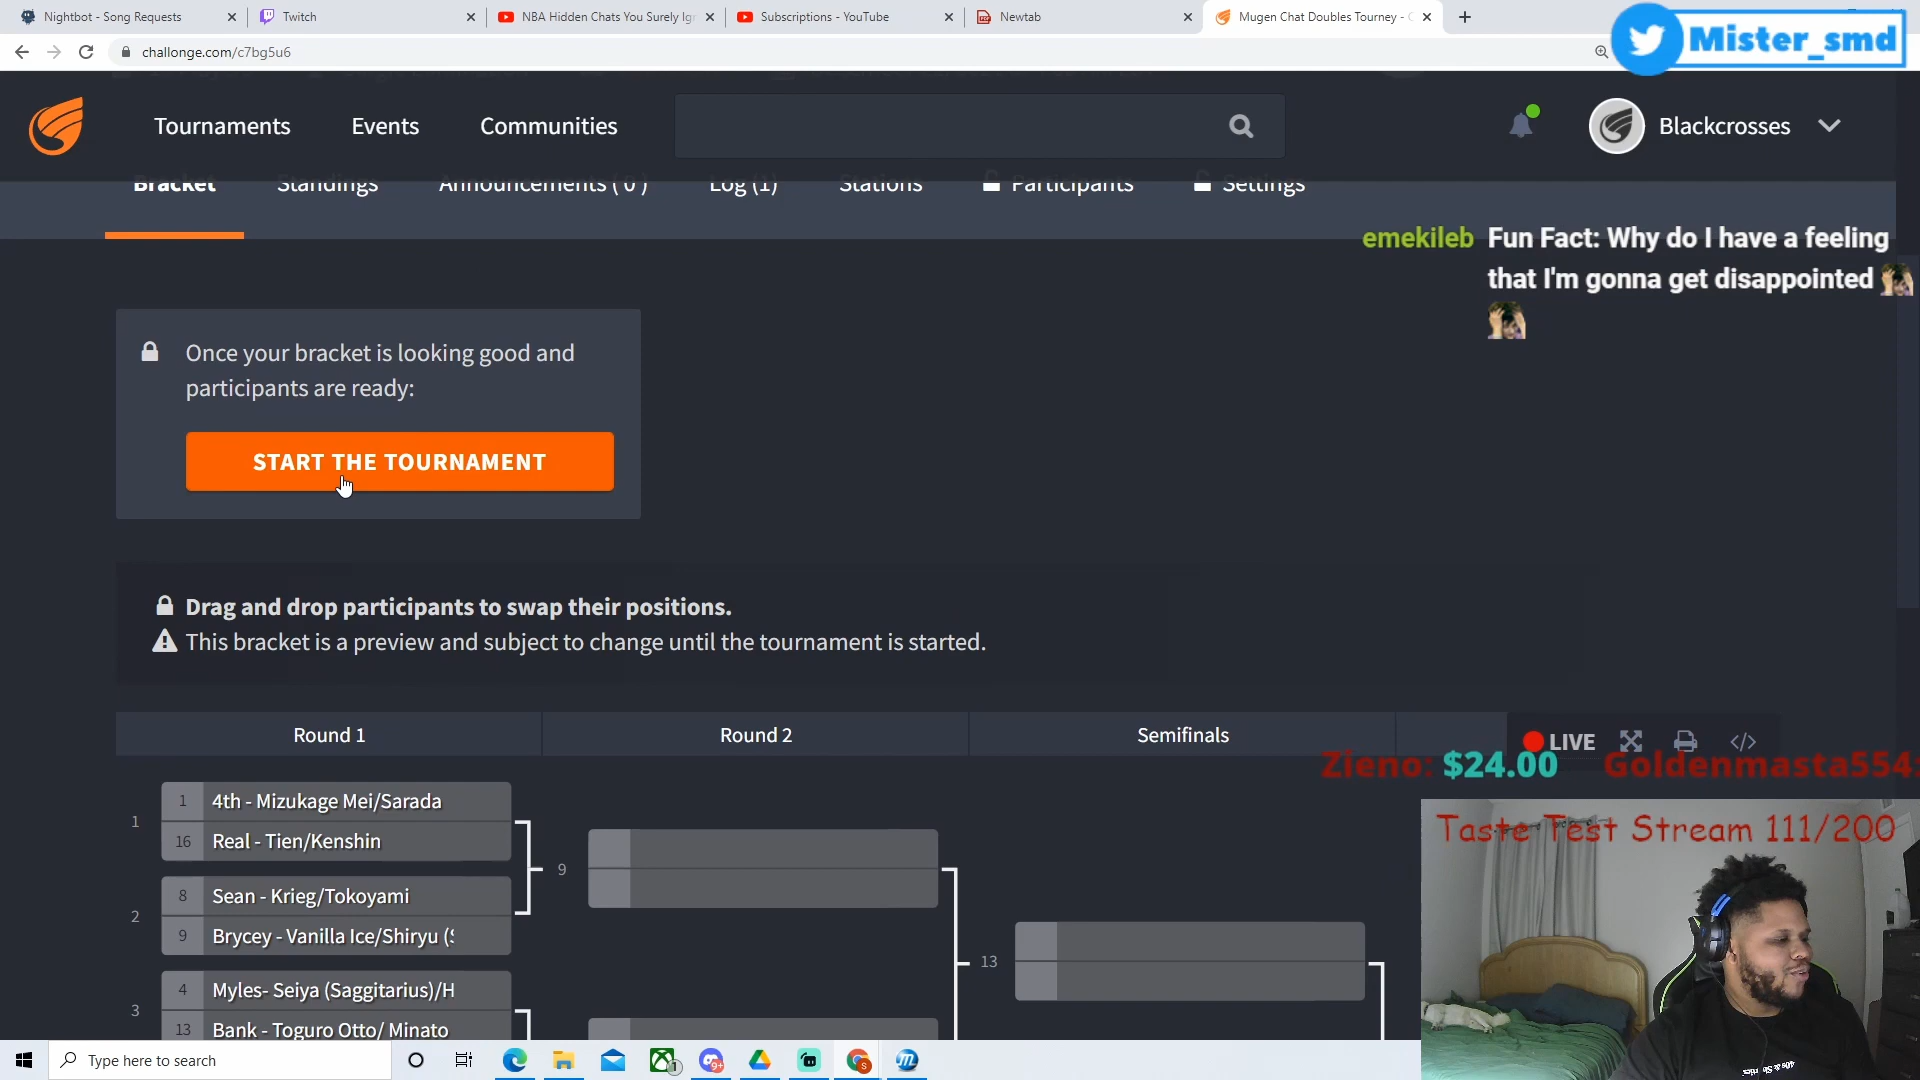 Nightbot - Song Requests
Twitch
NBA Hidden Chats You Surely Ig
Subscriptions - YouTube
Newtab
Mugen Chat Doubles Tourney -
challonge.com/c7bg5u6
Mister_smd
Tournaments
Events
Communities
Blackcrosses
Bracket
Standings
Announcements ( 0 )
Log (1)
Stations
Participants
Settings
emekileb Fun Fact: Why do I have a feeling
that I'm gonna get disappointed
Once your bracket is looking good and
participants are ready:
START THE TOURNAMENT
Drag and drop participants to swap their positions.
This bracket is a preview and subject to change until the tournament is started.
Round 1
Round 2
Semifinals
LIVE
Zieno: $24.00 Goldenmasta554:
Taste Test Stream 111/200
1
1 4th - Mizukage Mei/Sarada
16 Real - Tien/Kenshin
9
2
8 Sean - Krieg/Tokoyami
9 Brycey - Vanilla Ice/Shiryu (S
13
3
4 Myles- Seiya (Saggitarius)/H
13 Bank - Toguro Otto/ Minato
Type here to search
1
9+